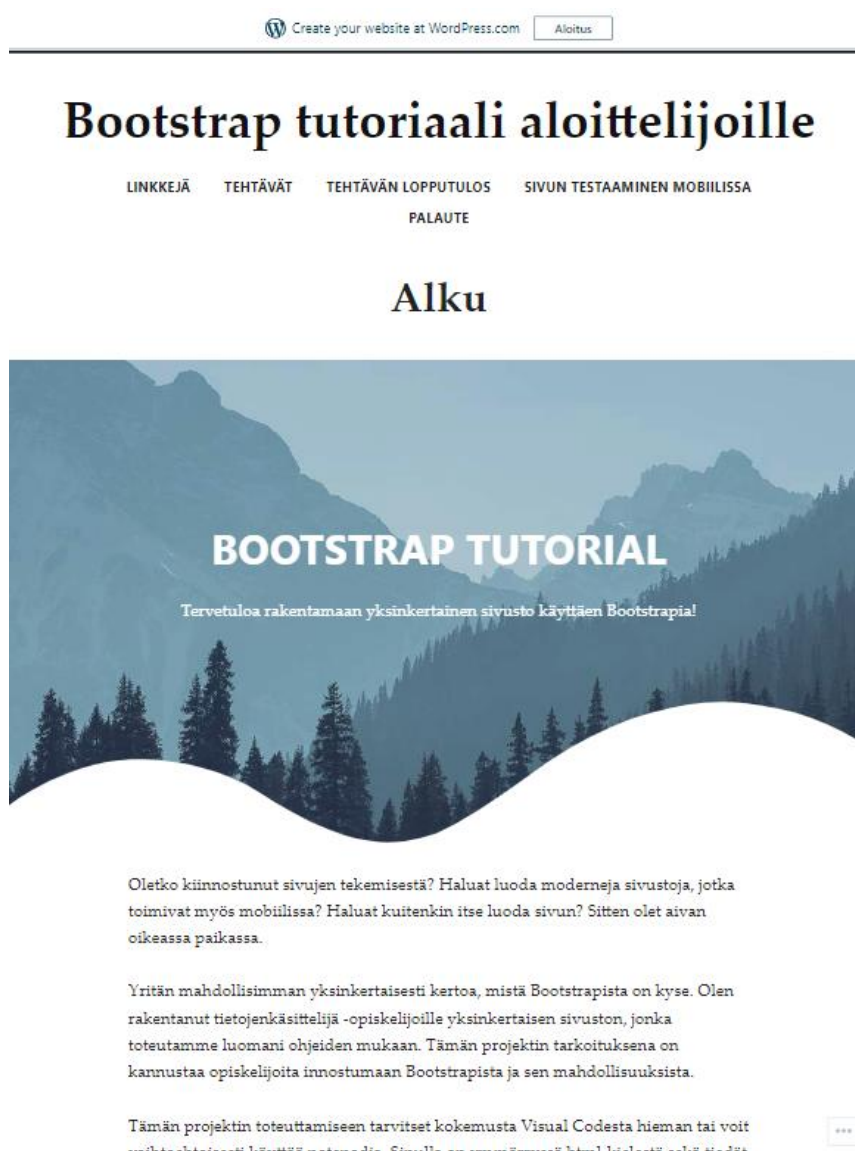 Create your website at WordPress.com Aloitus
Bootstrap tutoriaali aloittelijoille
LINKKEJÄ TEHTÄVÄT TEHTÄVÄN LOPPUTULOS SIVUN TESTAAMINEN MOBIILISSA
PALAUTE
Alku
BOOTSTRAP TUTORIAL
Tervetuloa rakentamaan yksinkertainen sivusto käyttäen Bootstrapia!
Oletko kiinnostunut sivujen tekemisestä? Haluat luoda moderneja sivustoja, jotka
toimivat myös mobiilissa? Haluat kuitenkin itse luoda sivun? Sitten olet aivan
oikeassa paikassa.
Yritän mahdollisimman yksinkertaisesti kertoa, mistä Bootstrapista on kyse. Olen
rakentanut tietojenkäsittelijä -opiskelijoille yksinkertaisen sivuston, jonka
toteutamme luomani ohjeiden mukaan. Tämän projektin tarkoituksena on
kannustaa opiskelijoita innostumaan Bootstrapista ja sen mahdollisuuksista.
Tämän projektin toteuttamiseen tarvitset kokemusta Visual Codesta hieman tai voit